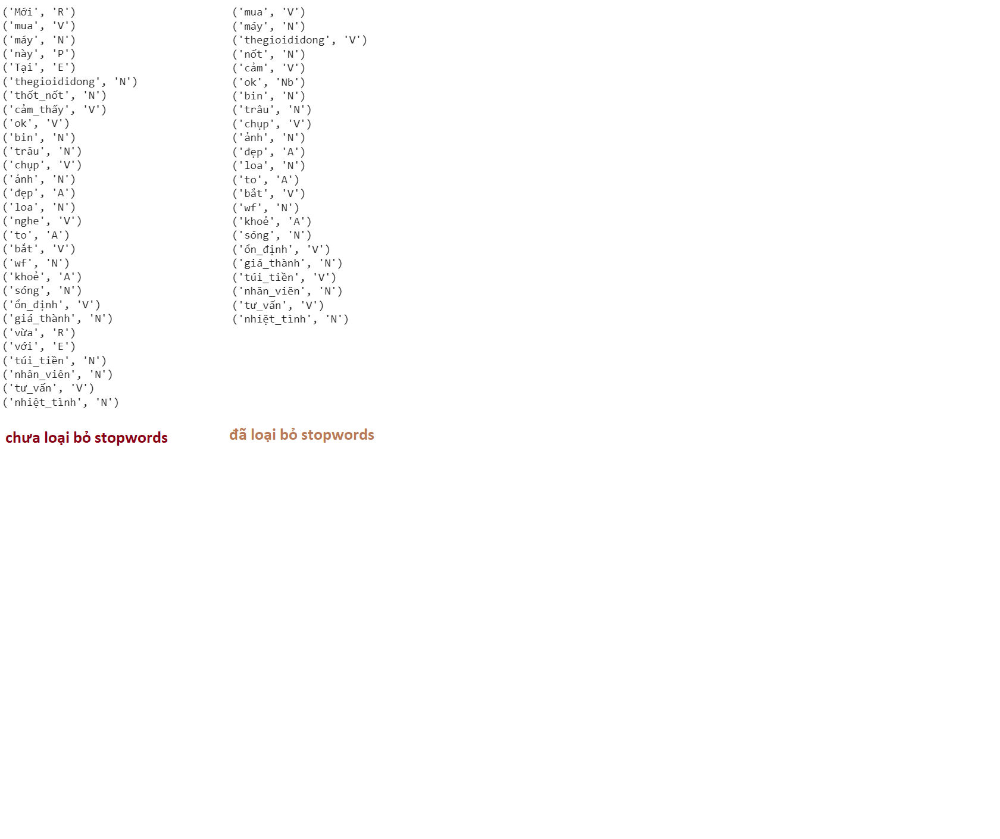 ('Mới', 'R')
('mua', 'V')
('máy', 'N')
('này', 'P')
('Tại', 'E')
('thegioididong', 'N')
('thốt_nốt', 'N')
('cảm_thấy', 'V')
('ok', 'V')
('bin', 'N')
('trâu', 'N')
('chụp', 'V')
('ảnh', 'N')
('đẹp', 'A')
('loa', 'N')
('nghe', 'V')
('to', 'A')
('bắt', 'V')
('wf', 'N')
('khoẻ', 'A')
('sóng', 'N')
('ổn_định', 'V')
('giá_thành', 'N')
('vừa', 'R')
('với', 'E')
('túi_tiền', 'N')
('nhân_viên', 'N')
('tư_vấn', 'V')
('nhiệt_tình', 'N')
chưa loại bỏ stopwords
('mua', 'V')
('máy', 'N')
('thegioididong', 'V')
('nốt', 'N')
('cảm', 'V')
('ok', 'Nb')
('bin', 'N')
('trâu', 'N')
('chụp', 'V')
('ảnh', 'N')
('đẹp', 'A')
('loa', 'N')
('to', 'A')
('bắt', 'V')
('wf', 'N')
('khoẻ', 'A')
('sóng', 'N')
('ổn_định', 'V')
('giá_thành', 'N')
('túi_tiền', 'V')
('nhân_viên', 'N')
('tư_vấn', 'V')
('nhiệt_tình', 'N')
đã loại bỏ stopwords